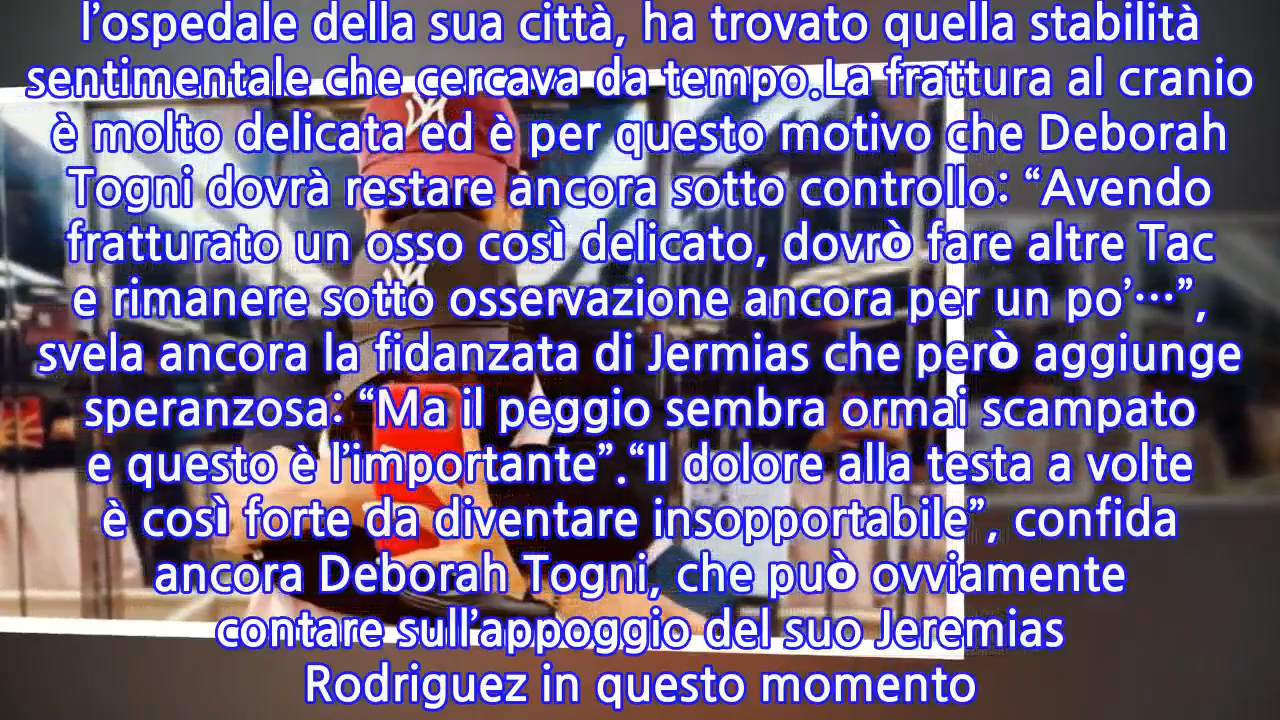 l’ospedale della sua città, ha trovato quella stabilità
sentimentale che cercava da tempo.La frattura al cranio
è molto delicata ed è per questo motivo che Deborah
Togni dovrà restare ancora sotto controllo: “Avendo
fratturato un osso così delicato, dovrò fare altre Tac
e rimanere sotto osservazione ancora per un po’…”,
svela ancora la fidanzata di Jermias che però aggiunge
speranzosa: “Ma il peggio sembra ormai scampato
e questo è l’importante”.“Il dolore alla testa a volte
è così forte da diventare insopportabile”, confida
ancora Deborah Togni, che può ovviamente
contare sull’appoggio del suo Jeremias
Rodriguez in questo momento